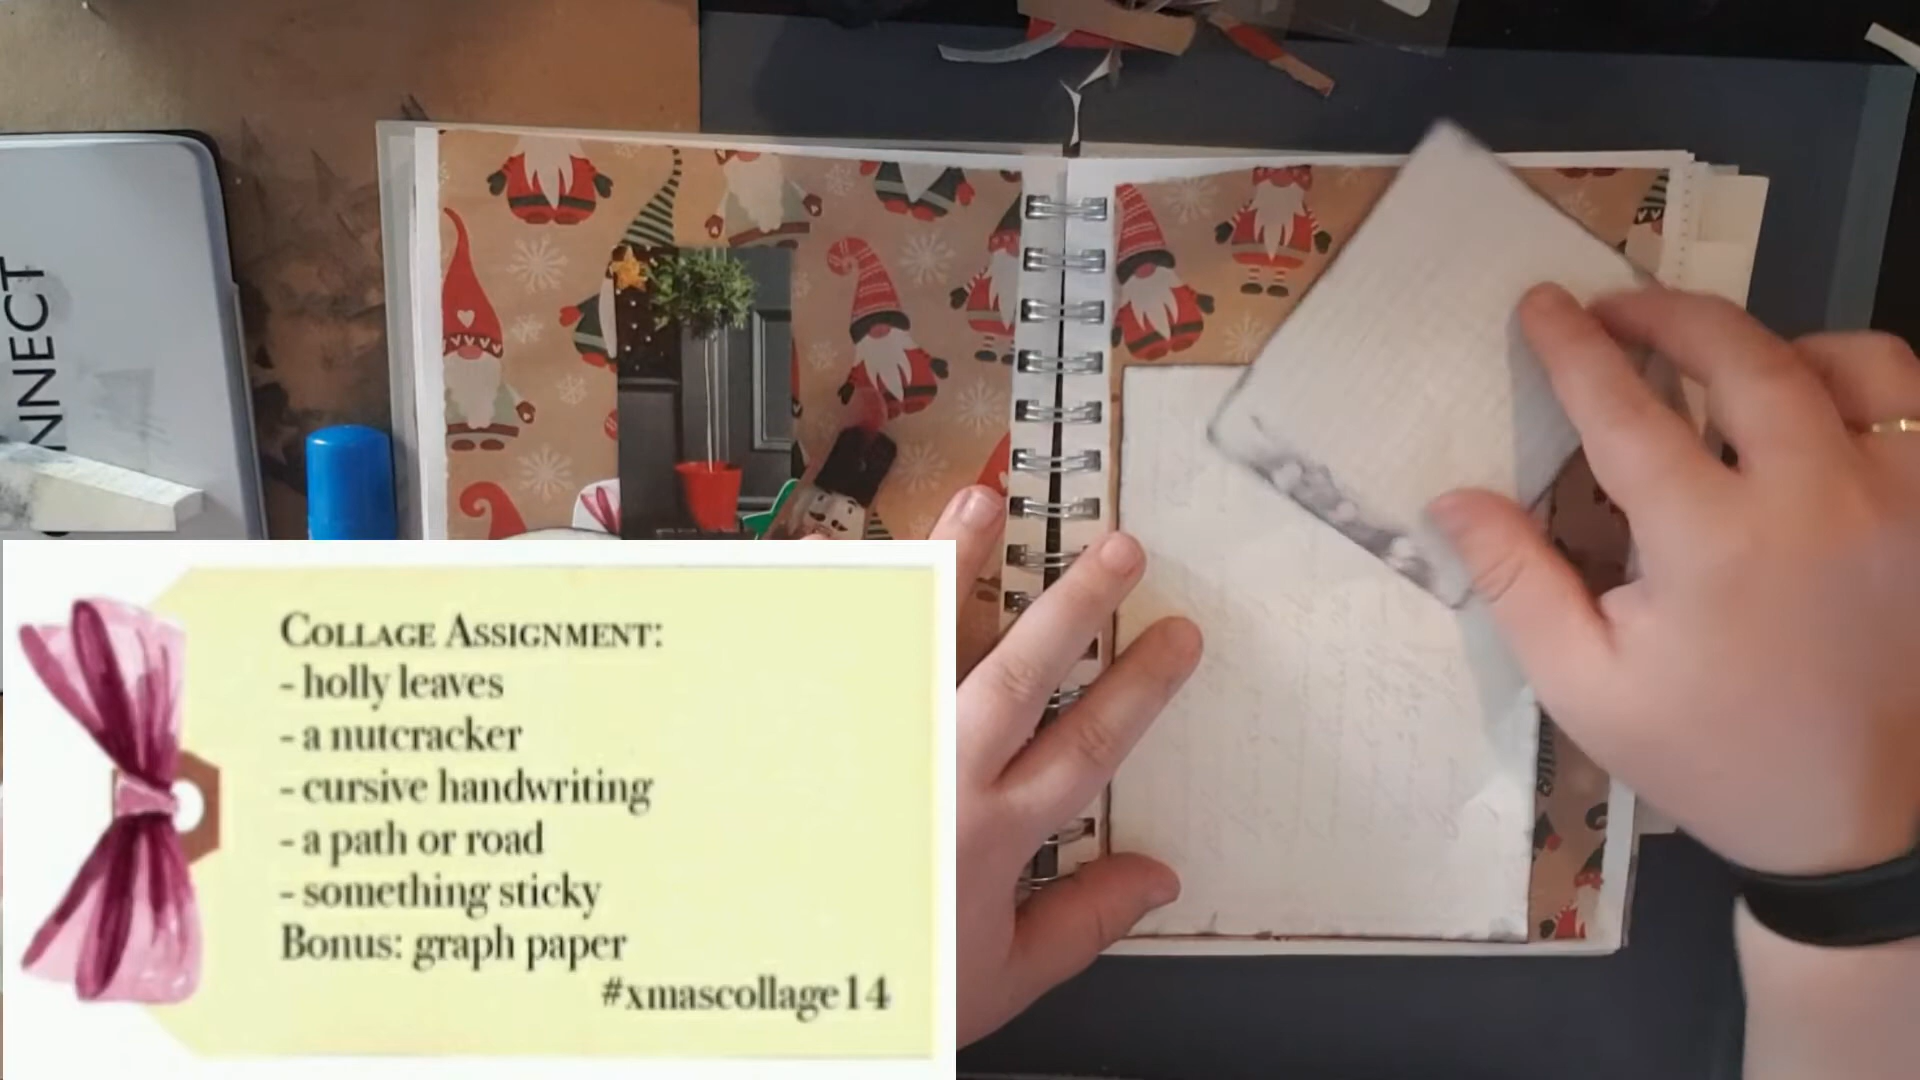 NNECT
COLLAGE ASSIGNMENT:
- holly leaves
- a nutcracker
- cursive handwriting
- a path or road
- something sticky
Bonus: graph paper
#xmascollage14